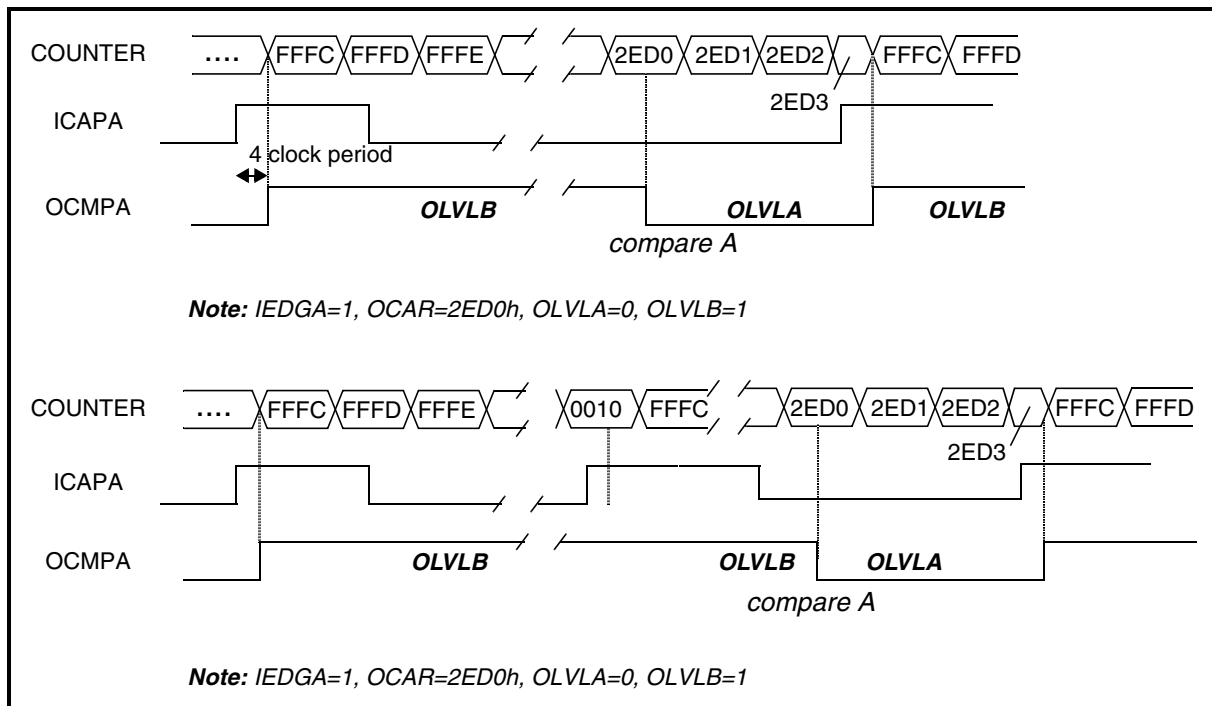 COUNTER .... FFFC FFFD FFFE 2ED0 2ED1 2ED2 FFFC FFFD
2ED3
ICAPA
4 clock period
OCMPA OLVLB OLVLA OLVLB
compare A
Note: IEDGA=1, OCAR=2ED0h, OLVLA=0, OLVLB=1
COUNTER .... FFFC FFFD FFFE 0010 FFFC 2ED0 2ED1 2ED2 FFFC FFFD
2ED3
ICAPA
OCMPA OLVLB OLVLB OLVLA
compare A
Note: IEDGA=1, OCAR=2ED0h, OLVLA=0, OLVLB=1